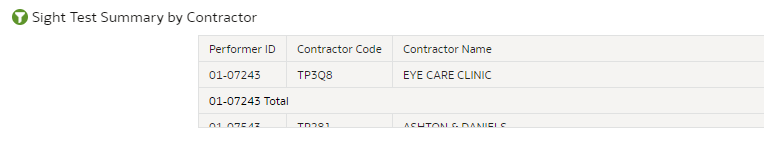 Sight Test Summary by Contractor
Performer ID Contractor Code Contractor Name
01-07243 TP3Q8 EYE CARE CLINIC
01-07243 Total
01-07543 TP281 ASHTON & DANIELS